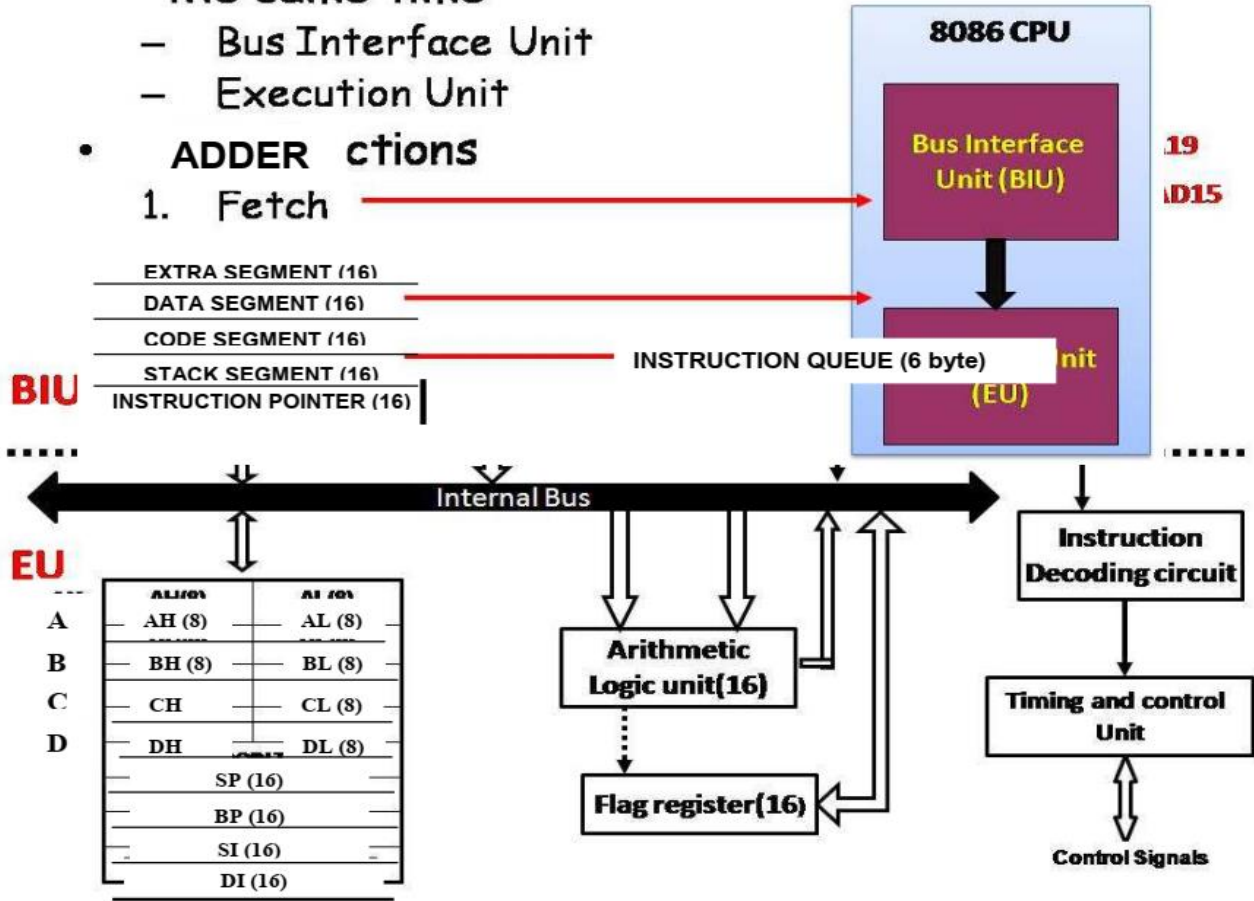 – Bus Interface Unit
– Execution Unit
• ADDER ctions
1. Fetch
8086 CPU
Bus Interface
Unit (BIU)
19
AD15
EXTRA SEGMENT (16)
DATA SEGMENT (16)
CODE SEGMENT (16)
STACK SEGMENT (16)
INSTRUCTION POINTER (16)
INSTRUCTION QUEUE (6 byte)
nit
(EU)
BIU
Internal Bus
EU
A AH (8) AL (8)
B BH (8) BL (8)
C CH CL (8)
D DH DL (8)
SP (16)
BP (16)
SI (16)
DI (16)
Arithmetic
Logic unit(16)
Flag register(16)
Instruction
Decoding circuit
Timing and control
Unit
Control Signals